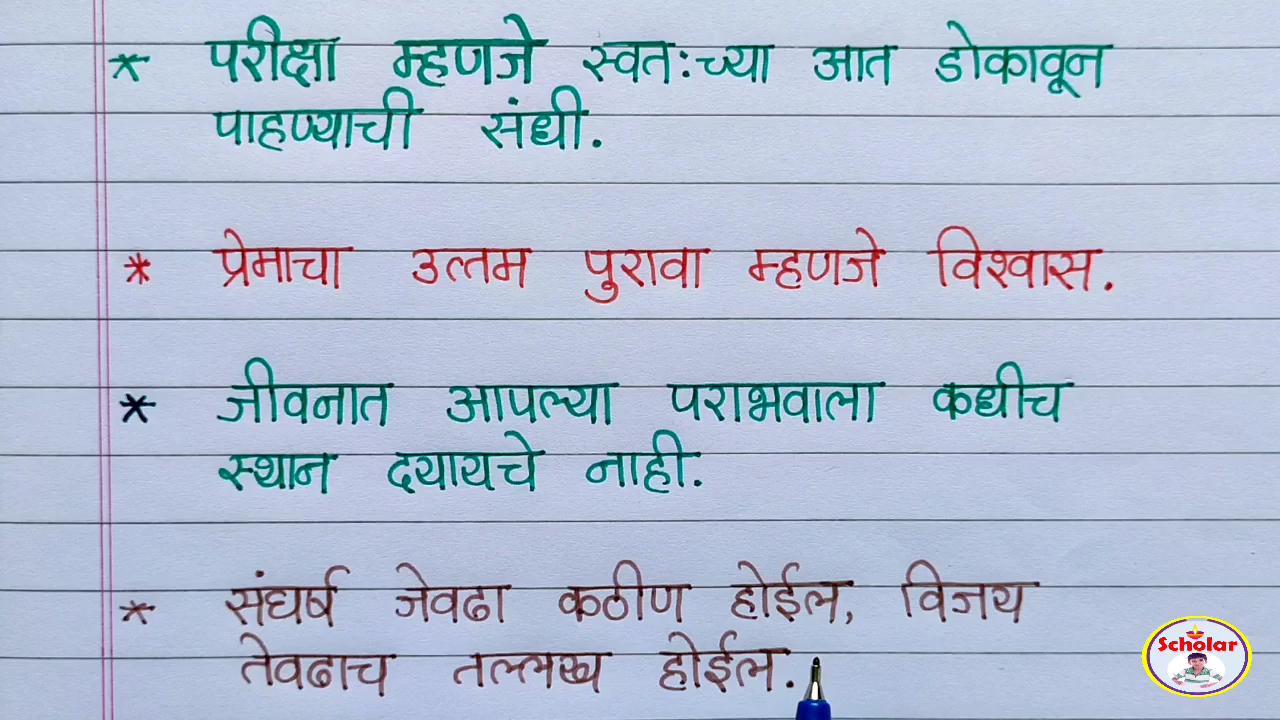 * परीक्षा म्हणजे स्वतःच्या आत डोकावून
पाहण्याची संधी.
* प्रेमाचा उत्तम पुरावा म्हणजे विश्वास.
* जीवनात आपल्या पराभवाला कधीच
स्थान दयायचे नाही.
* संघर्ष जेवढा कठीण होईल, विजय
तेवढाच तल्लख होईल.
Scholar